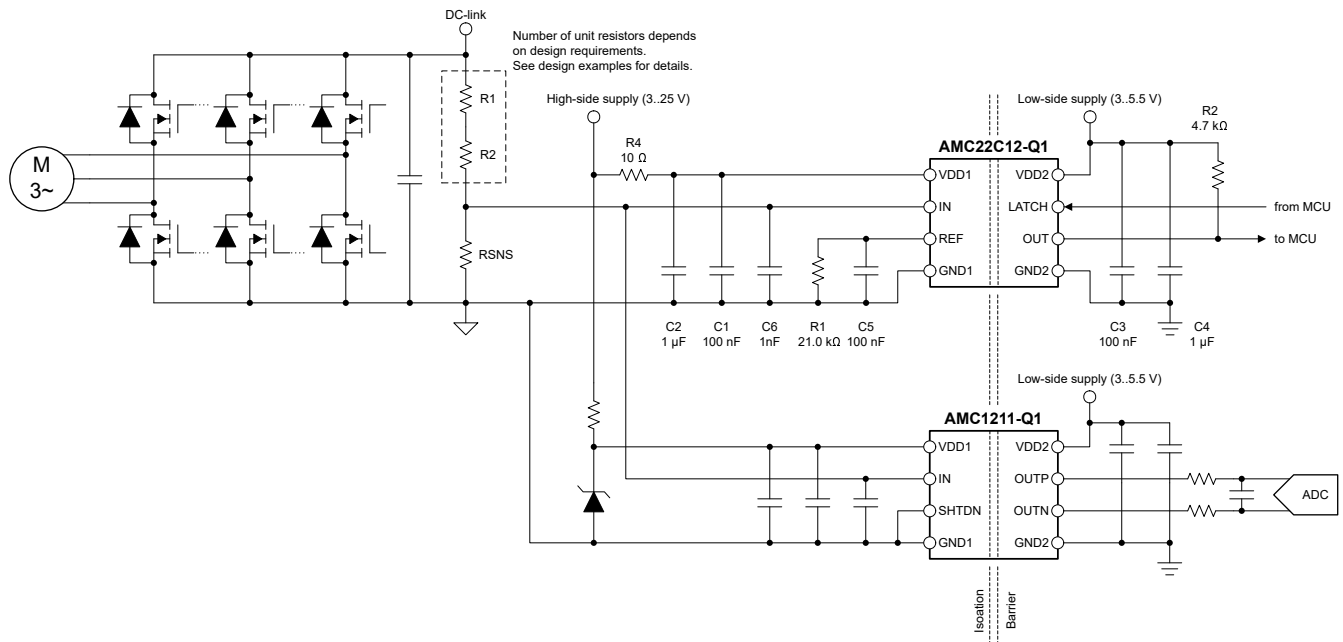 DC-link
Number of unit resistors depends
on design requirements.
See design examples for details.
R1
R2
RSNS
M
3~
High-side supply (3..25 V)
R4
10 Ω
C2
1 µF
C1
100 nF
C6
1nF
R1
21.0 kΩ
C5
100 nF
AMC22C12-Q1
VDD1
IN
REF
GND1
VDD2
LATCH
OUT
GND2
Low-side supply (3..5.5 V)
R2
4.7 kΩ
from MCU
to MCU
C3
100 nF
C4
1 µF
Low-side supply (3..5.5 V)
AMC1211-Q1
VDD1
IN
SHTDN
GND1
VDD2
OUTP
OUTN
GND2
ADC
Isoation
Barrier